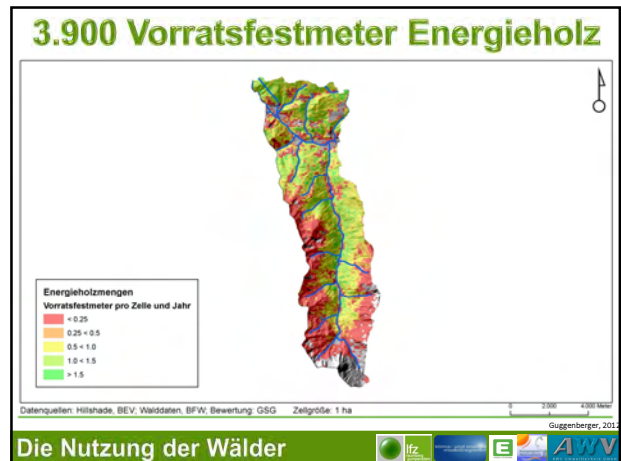 3.900 Vorratsfestmeter Energieholz
Energieholzmengen
Vorratsfestmeter pro Zelle und Jahr
< 0.25
0.25 < 0.5
0.5 < 1.0
1.0 < 1.5
> 1.5
Datenquellen: Hillshade, BEV; Walddaten, BFW; Bewertung: GSG Zellgröße: 1 ha
0 2.000 4.000 Meter
Guggenberger, 2012
Die Nutzung der Wälder
lfz
E
AWV